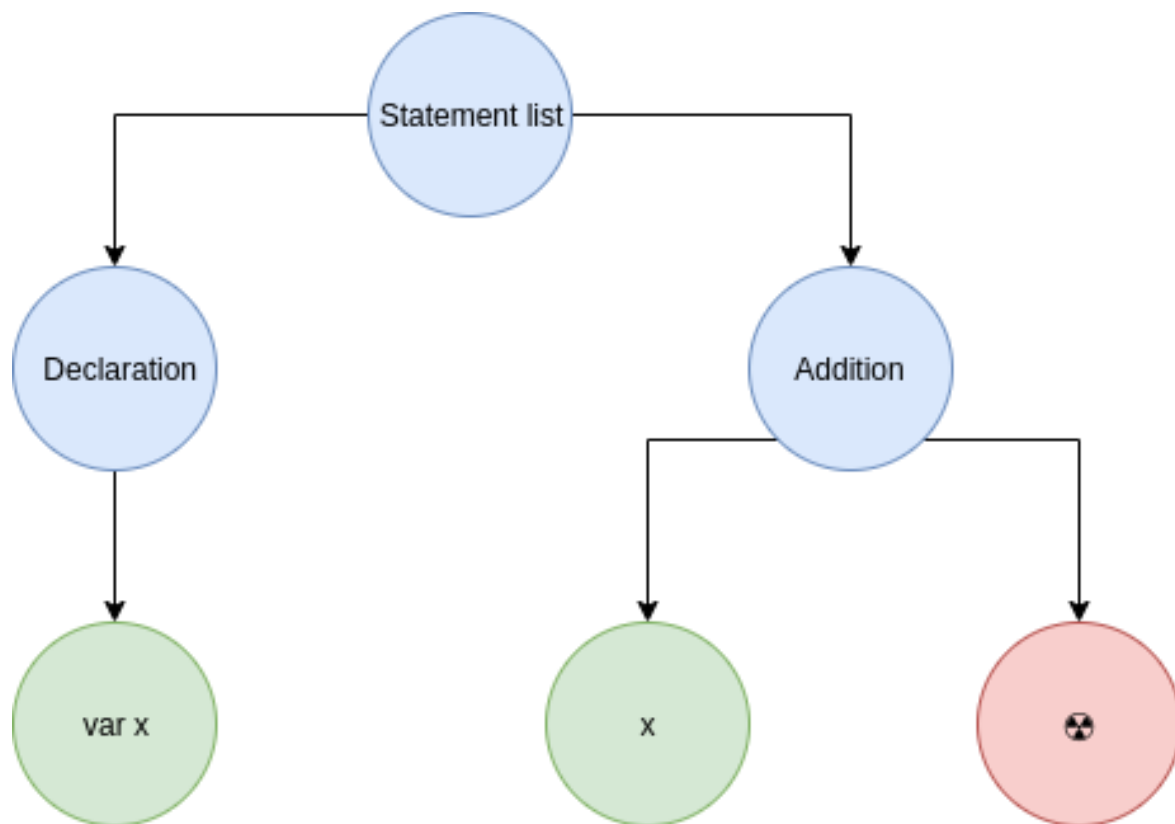 Statement list
Declaration
Addition
var x
x
☢